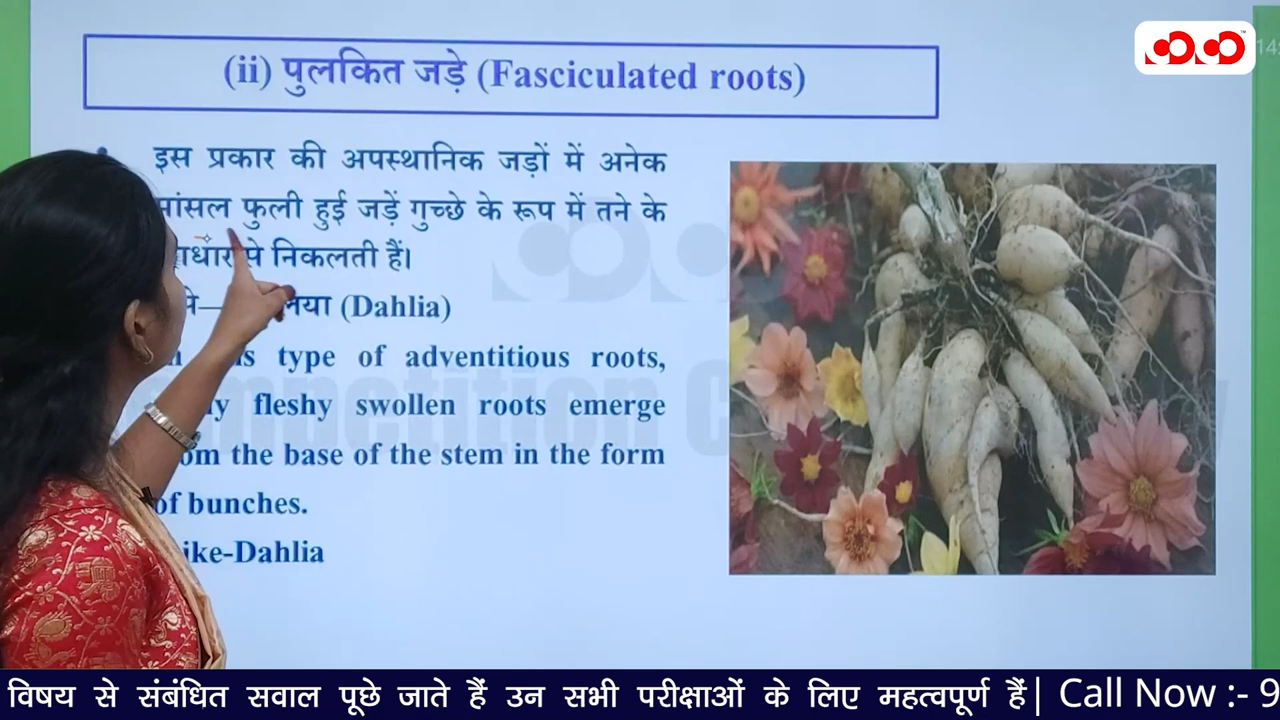 (ii) पुलकित जड़े (Fasciculated roots)
इस प्रकार की अपस्थानिक जड़ों में अनेक
फुली हुई जड़ें गुच्छे के रूप में तने के
निकलती हैं।
(Dahlia)
type of adventitious roots,
fleshy swollen roots emerge
the base of the stem in the form
of bunches.
Dahlia
विषय से संबंधित सवाल पूछे जाते हैं उन सभी परीक्षाओं के लिए महत्वपूर्ण हैं| Call Now :- 9